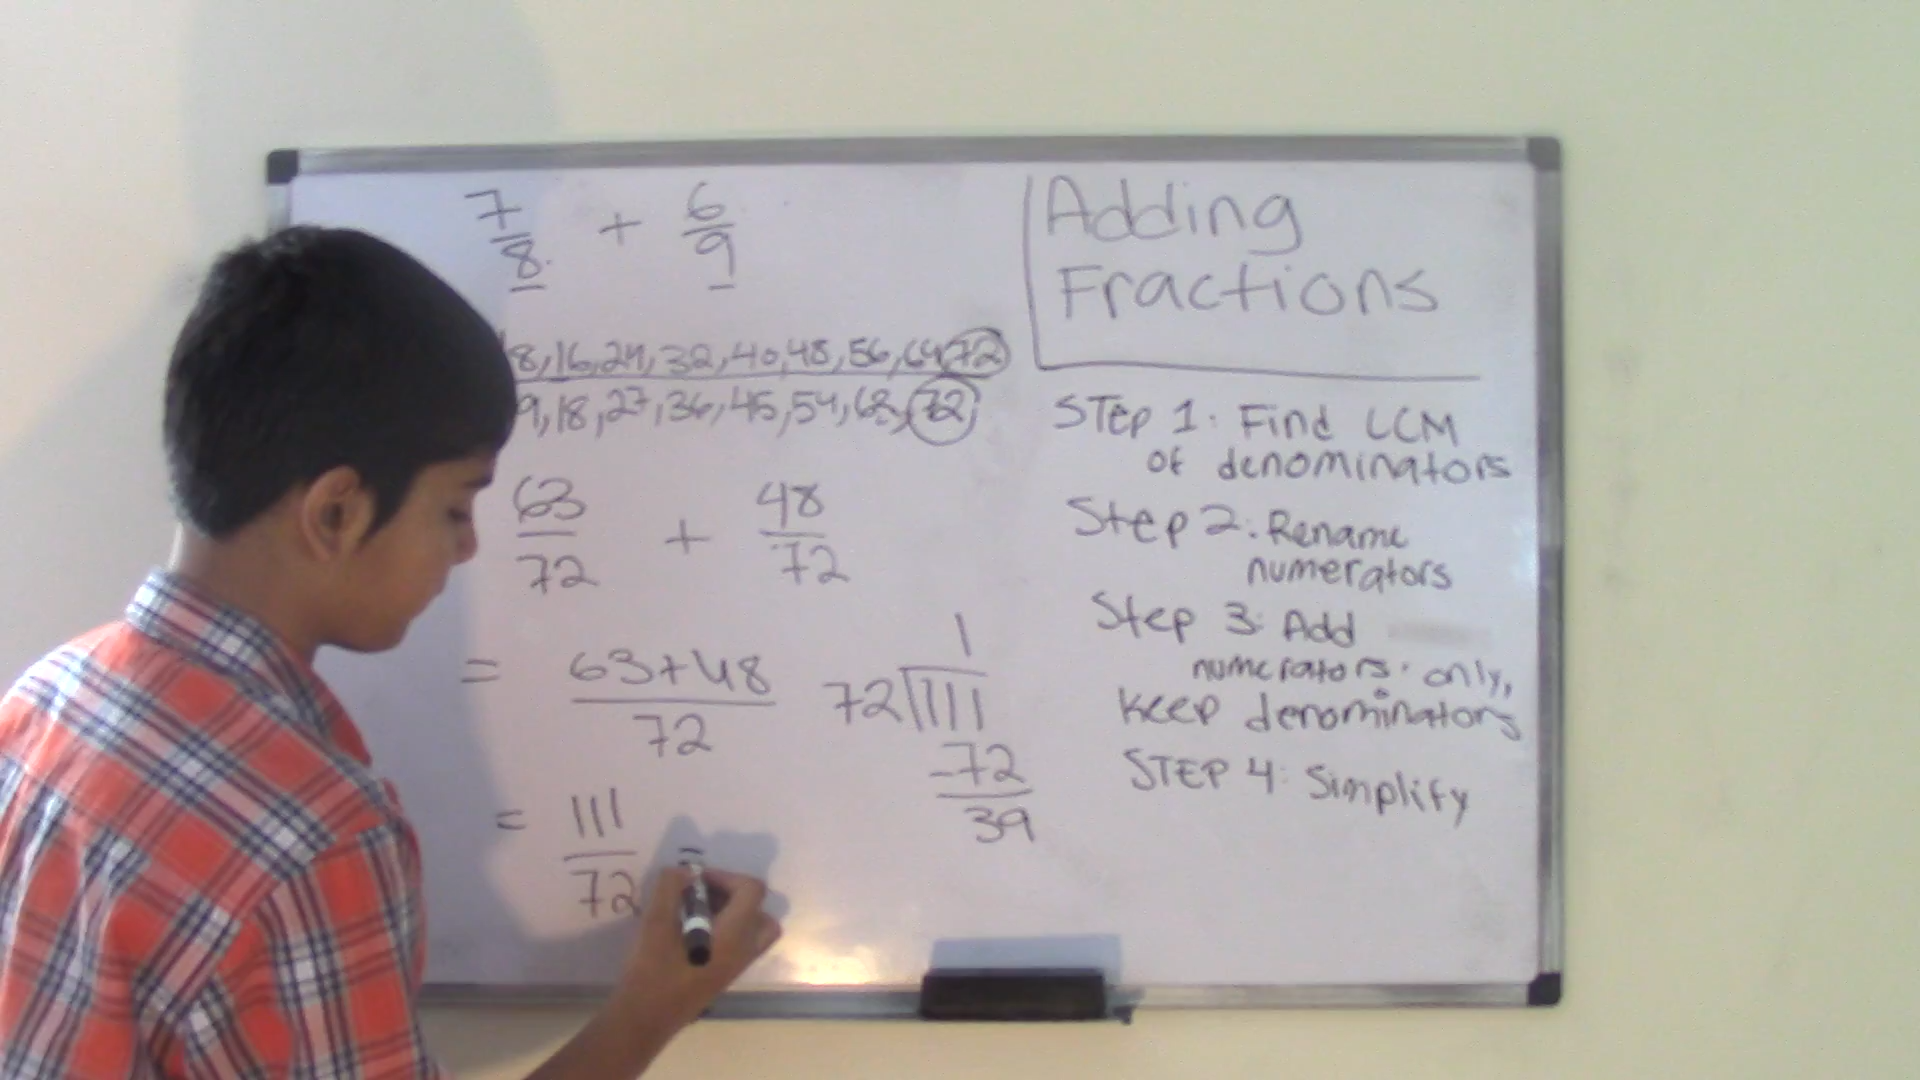 7/8 + 6/9
8, 16, 24, 32, 40, 48, 56, 64, 72
9, 18, 27, 36, 45, 54, 63, 72
63/72 + 48/72
= 63+48/72
1
72)111
-72
39
= 111/72 =
Adding
Fractions
STEP 1: Find LCM
of denominators
Step 2: Rename
numerators
Step 3: Add
numerators only,
keep denominators
STEP 4: Simplify